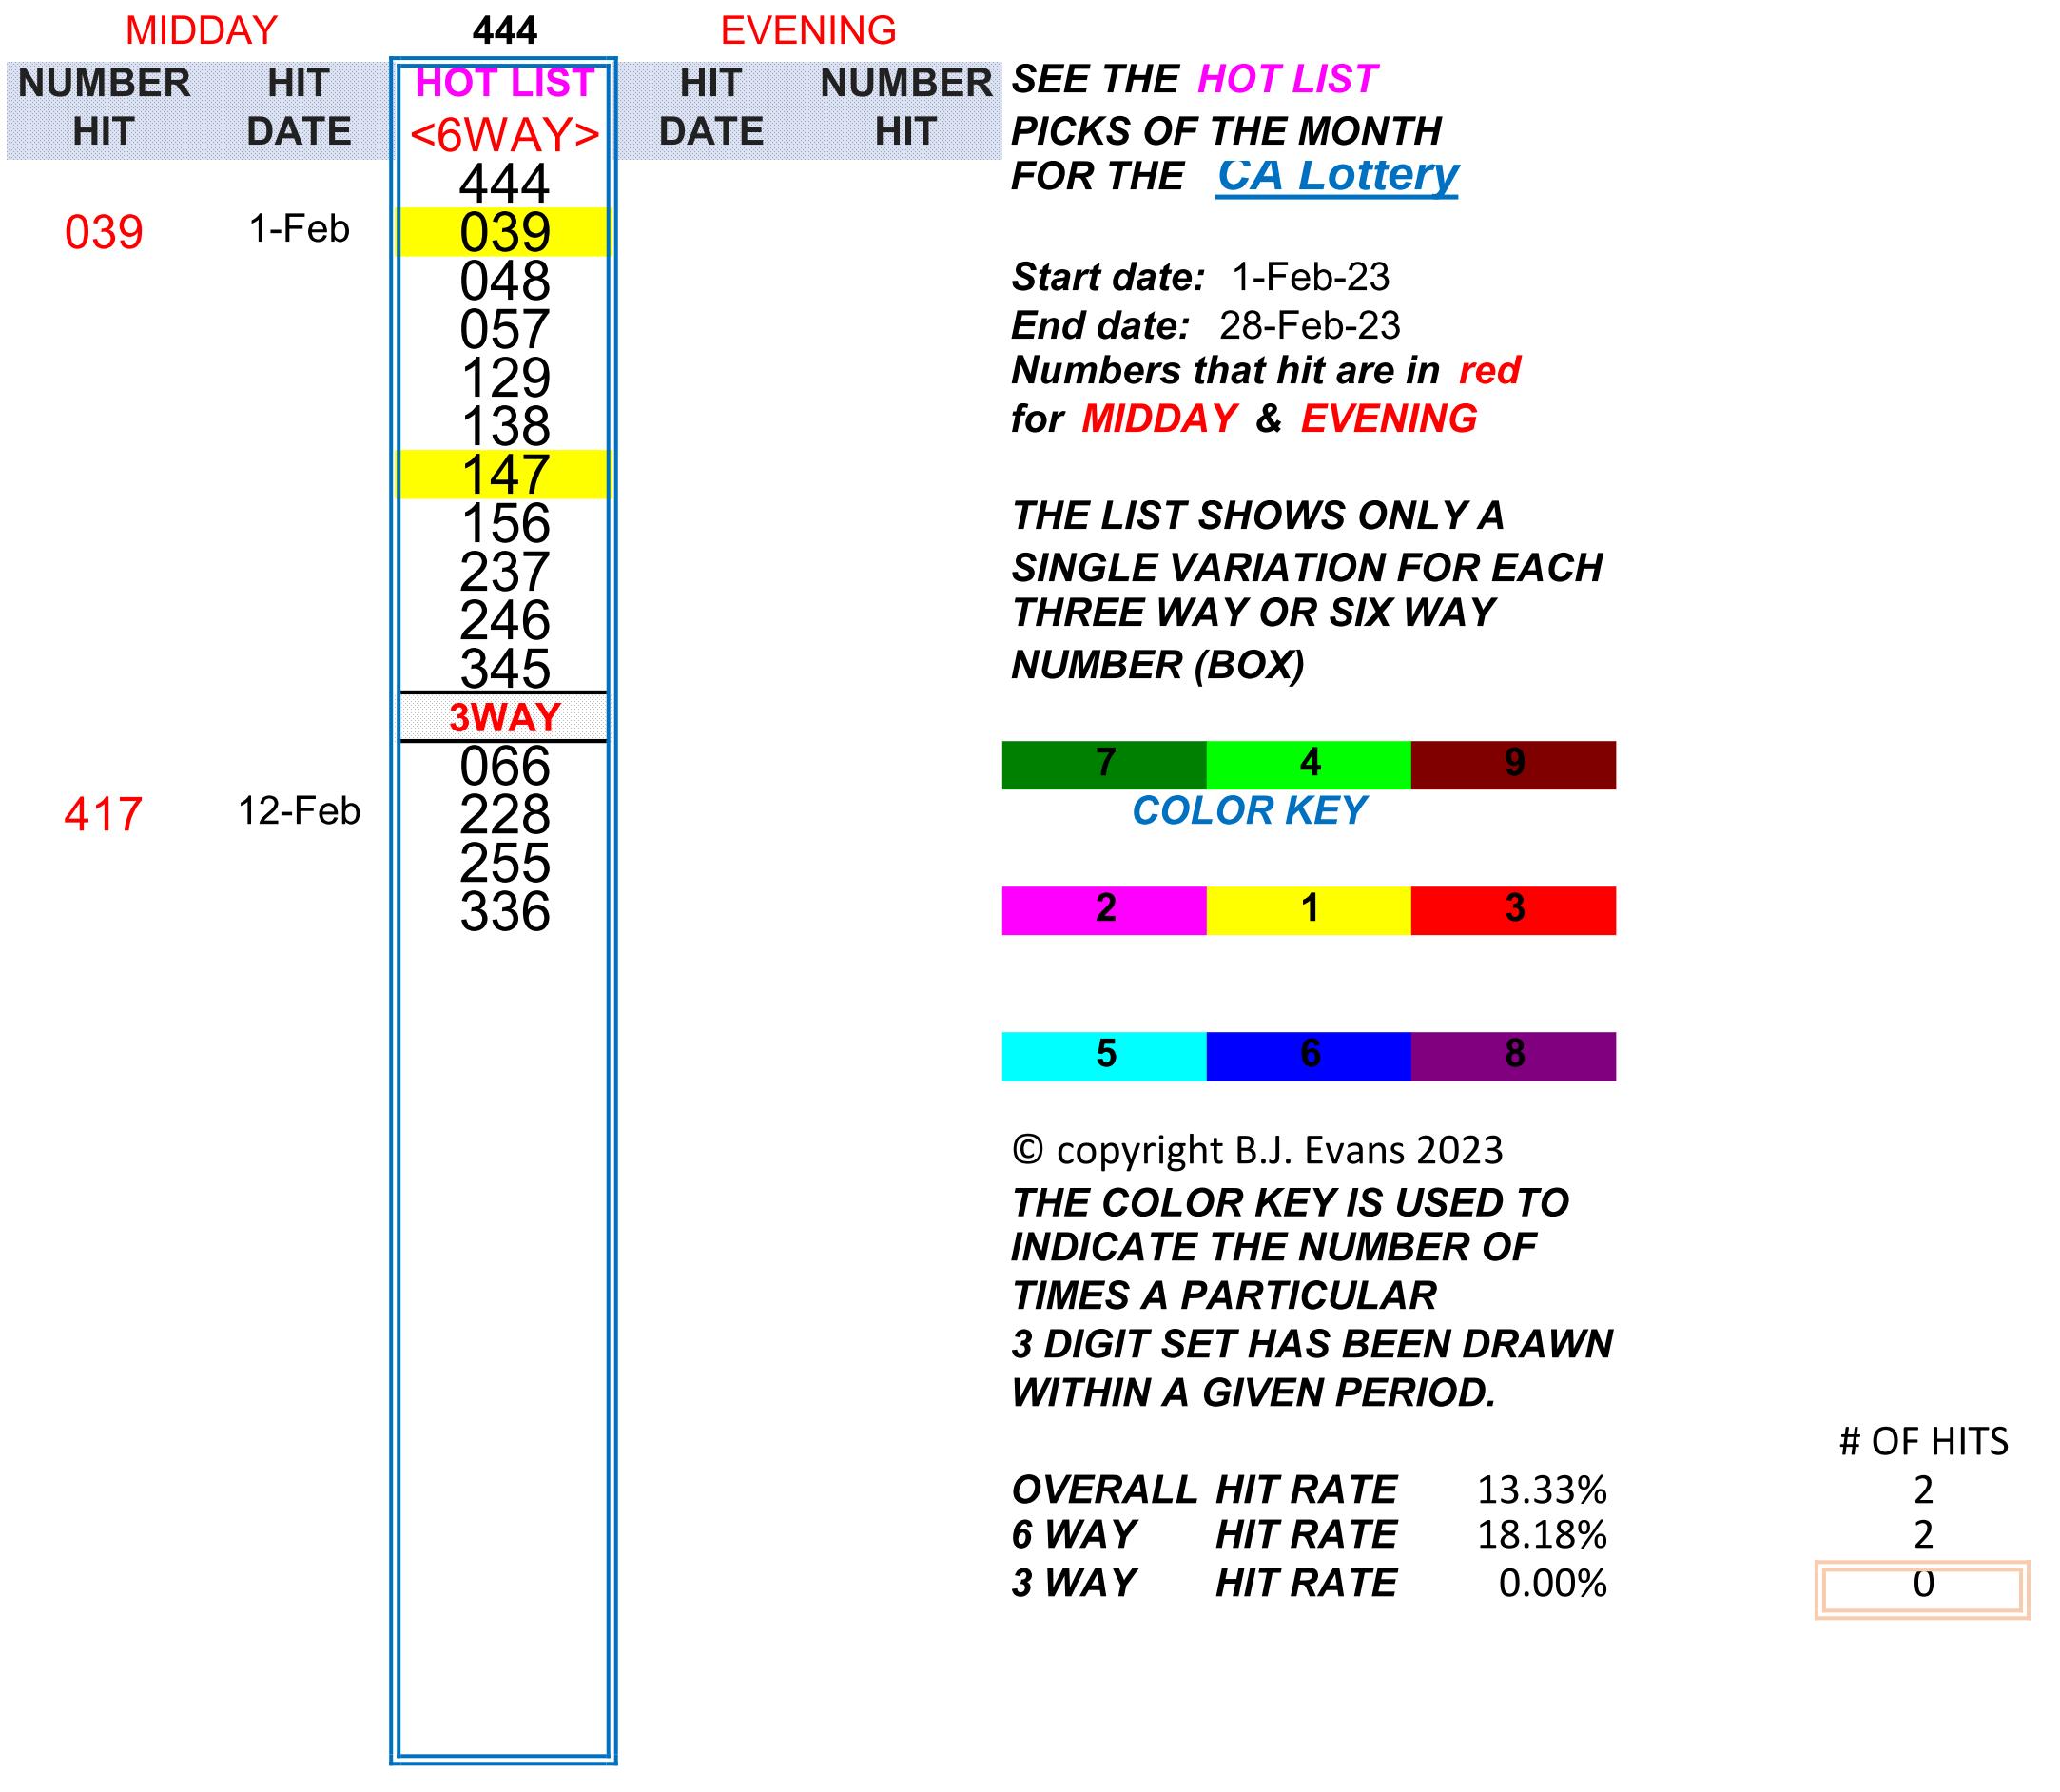 MIDDAY 444 EVENING
NUMBER HIT HOT LIST HIT NUMBER SEE THE HOT LIST
HIT DATE <6WAY> DATE HIT PICKS OF THE MONTH
444 FOR THE CA Lottery
039 1-Feb 039
048 Start date: 1-Feb-23
057 End date: 28-Feb-23
129 Numbers that hit are in red
138 for MIDDAY & EVENING
147
156 THE LIST SHOWS ONLY A
237 SINGLE VARIATION FOR EACH
246 THREE WAY OR SIX WAY
345 NUMBER (BOX)
3WAY
066 7 4 9
417 12-Feb 228 COLOR KEY
255
336 2 1 3
5 6 8
© copyright B.J. Evans 2023
THE COLOR KEY IS USED TO
INDICATE THE NUMBER OF
TIMES A PARTICULAR
3 DIGIT SET HAS BEEN DRAWN
WITHIN A GIVEN PERIOD.
# OF HITS
OVERALL HIT RATE 13.33% 2
6 WAY HIT RATE 18.18% 2
3 WAY HIT RATE 0.00% 0